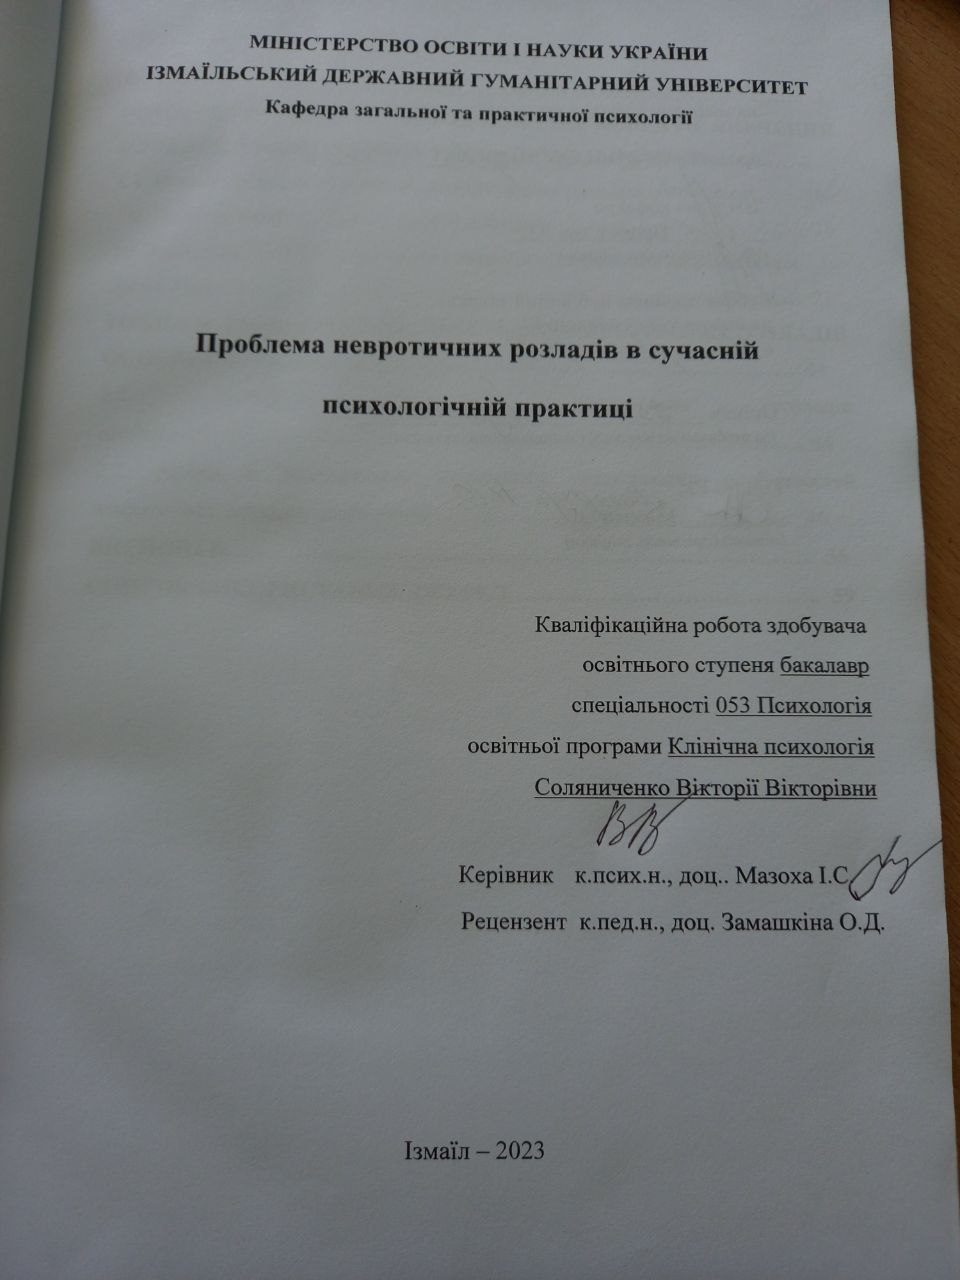 МІНІСТЕРСТВО ОСВІТИ І НАУКИ УКРАЇНИ
ІЗМАЇЛЬСЬКИЙ ДЕРЖАВНИЙ ГУМАНІТАРНИЙ УНІВЕРСИТЕТ
Кафедра загальної та практичної психології
Проблема невротичних розладів в сучасній
психологічній практиці
Кваліфікаційна робота здобувача
освітнього ступеня бакалавр
спеціальності 053 Психологія
освітньої програми Клінічна психологія
Соляниченко Вікторії Вікторівни
Керівник к.псих.н., доц.. Мазоха І.С.
Рецензент к.пед.н., доц. Замашкіна О.Д.
Ізмаїл – 2023